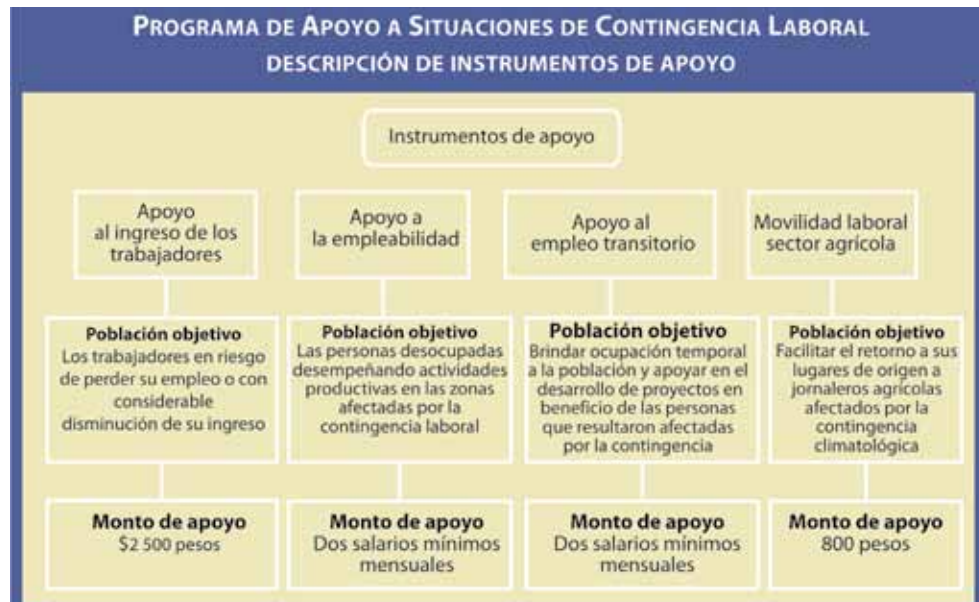 PROGRAMA DE APOYO A SITUACIONES DE CONTINGENCIA LABORAL
DESCRIPCIÓN DE INSTRUMENTOS DE APOYO
Instrumentos de apoyo
Apoyo
al ingreso de los
trabajadores
Apoyo a
la empleabilidad
Apoyo al
empleo transitorio
Movilidad laboral
sector agrícola
Población objetivo
Los trabajadores en riesgo
de perder su empleo o con
considerable
disminución de su ingreso
Población objetivo
Las personas desocupadas
desempeñando actividades
productivas en las zonas
afectadas por la
contingencia laboral
Población objetivo
Brindar ocupación temporal
a la población y apoyar en el
desarrollo de proyectos en
beneficio de las personas
que resultaron afectadas
por la contingencia
Población objetivo
Facilitar el retorno a sus
lugares de origen a
jornaleros agrícolas
afectados por la
contingencia
climatológica
Monto de apoyo
$2 500 pesos
Monto de apoyo
Dos salarios mínimos
mensuales
Monto de apoyo
Dos salarios mínimos
mensuales
Monto de apoyo
800 pesos